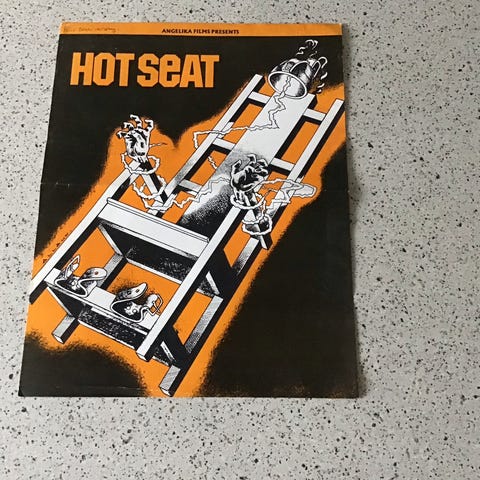 ANGELIKA FILMS PRESENTS
HOT SeAT